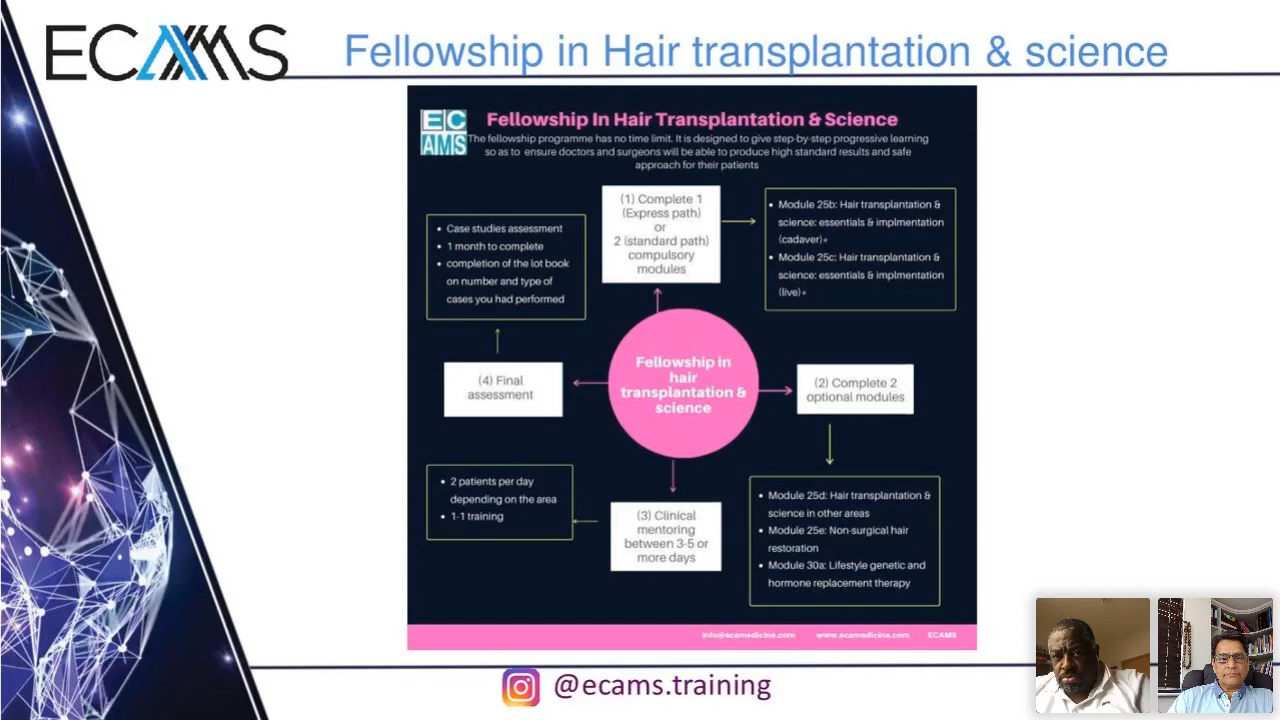 ECAMS
Fellowship in Hair transplantation & science
EC
AMS
Fellowship In Hair Transplantation & Science
The fellowship programme has no time limit. It is designed to give step-by-step progressive learning
so as to ensure doctors and surgeons will be able to produce high standard results and safe
approach for their patients
(1) Complete 1
(Express path)
or
2 (standard path)
compulsory
modules
• Module 25b: Hair transplantation &
science: essentials & implmentation
(cadaver)*
• Module 25c: Hair transplantation &
science: essentials & implmentation
(live)*
• Case studies assessment
• 1 month to complete
• completion of the lot book
on number and type of
cases you had performed
Fellowship in
hair
transplantation &
science
(4) Final
assessment
(2) Complete 2
optional modules
• 2 patients per day
depending on the area
• 1-1 training
(3) Clinical
mentoring
between 3-5 or
more days
• Module 25d: Hair transplantation &
science in other areas
• Module 25e: Non-surgical hair
restoration
• Module 30a: Lifestyle genetic and
hormone replacement therapy
info@ecamedicina.com www.ecamedicina.com ECAMS
@ecams.training